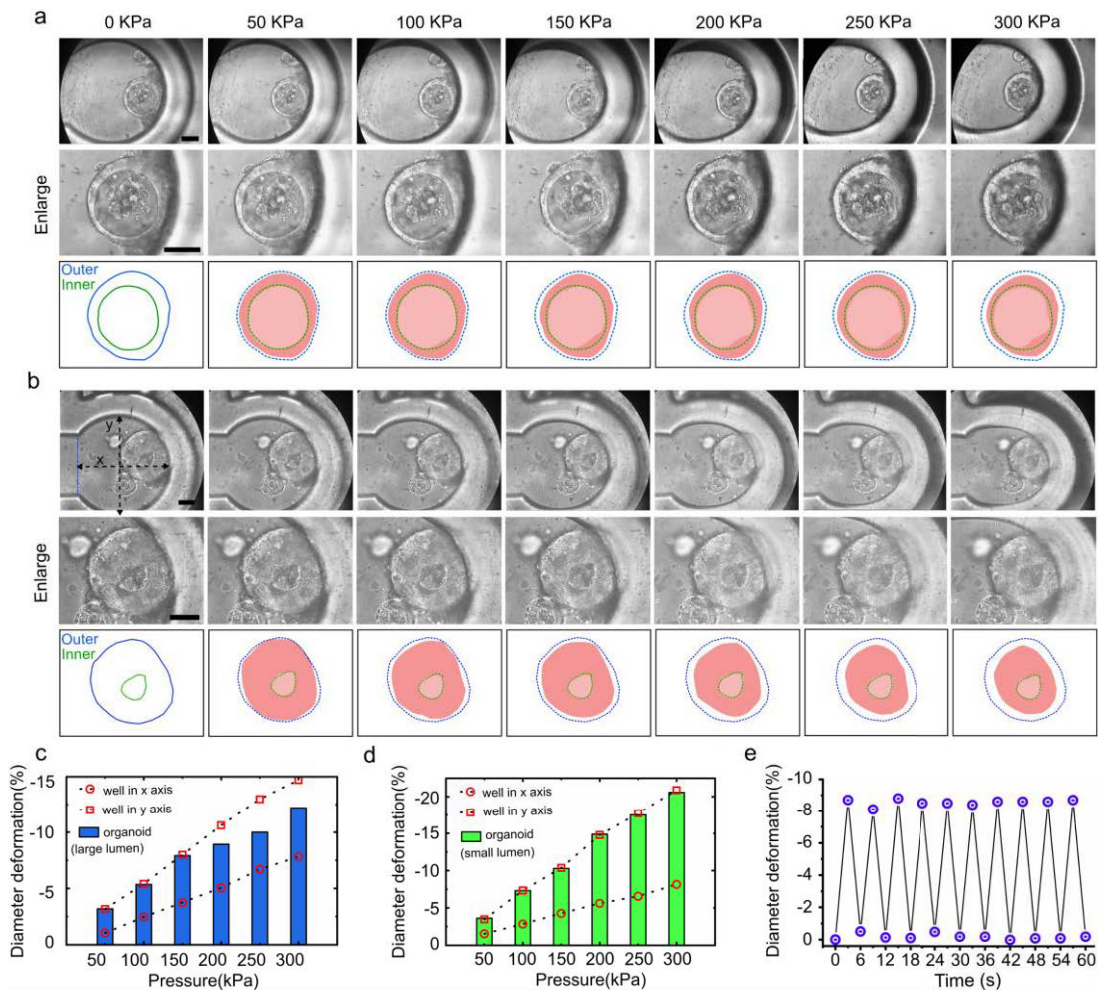 a
0 KPa 50 KPa 100 KPa 150 KPa 200 KPa 250 KPa 300 KPa
Enlarge
Outer
Inner
b
y
x
Enlarge
Outer
Inner
c
Diameter deformation(%)
-15
-10
-5
0
well in x axis
well in y axis
organoid
(large lumen)
50 100 150 200 250 300
Pressure(kPa)
d
Diameter deformation(%)
-20
-15
-10
-5
0
well in x axis
well in y axis
organoid
(small lumen)
50 100 150 200 250 300
Pressure(kPa)
e
Diameter deformation(%)
-10
-8
-6
-4
-2
0
0 6 12 18 24 30 36 42 48 54 60
Time (s)